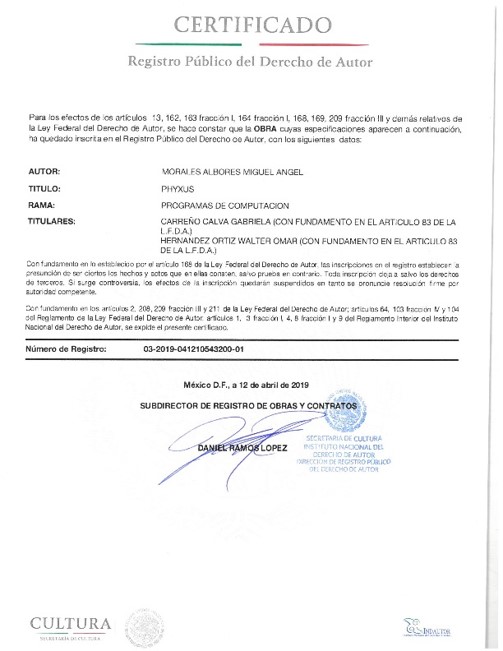 CERTIFICADO
Registro Público del Derecho de Autor
Para los efectos de los artículos 13, 162, 163 fracción I, 164 fracción I, 168, 169, 209 fracción III y demás relativos de
la Ley Federal del Derecho de Autor, se hace constar que la OBRA cuyas especificaciones aparecen a continuación,
ha quedado inscrita en el Registro Público del Derecho de Autor, con los siguientes datos:
AUTOR: MORALES ALBORES MIGUEL ANGEL
TITULO: PHYXUS
RAMA: PROGRAMAS DE COMPUTACION
TITULARES: CARREÑO CALVA GABRIELA (CON FUNDAMENTO EN EL ARTICULO 83 DE LA
L.F.D.A.)
HERNANDEZ ORTIZ WALTER OMAR (CON FUNDAMENTO EN EL ARTICULO 83
DE LA L.F.D.A.)
Con fundamento en lo establecido por el artículo 168 de la Ley Federal del Derecho de Autor, las inscripciones en el registro establecen la
presunción de ser ciertos los hechos y actos que en ellas consten, salvo prueba en contrario. Toda inscripción deja a salvo los derechos
de terceros. Si surge controversia, los efectos de la inscripción quedarán suspendidos en tanto se pronuncie resolución firme por
autoridad competente.
Con fundamento en los artículos 2, 208, 209 fracción III y 211 de la Ley Federal del Derecho de Autor; artículos 64, 103 fracción IV y 104
del Reglamento de la Ley Federal del Derecho de Autor; artículos 1, 3 fracción I, 4, 8 fracción I y 9 del Reglamento Interior del Instituto
Nacional del Derecho de Autor, se expide el presente certificado.
Número de Registro: 03-2019-041210543200-01
México D.F., a 12 de abril de 2019
SUBDIRECTOR DE REGISTRO DE OBRAS Y CONTRATOS
DANIEL RAMOS LOPEZ
SECRETARIA DE CULTURA
INSTITUTO NACIONAL DEL
DERECHO DE AUTOR
DIRECCION DE REGISTRO PUBLICO
DEL DERECHO DE AUTOR
CULTURA
SECRETARÍA DE CULTURA
INDAUTOR